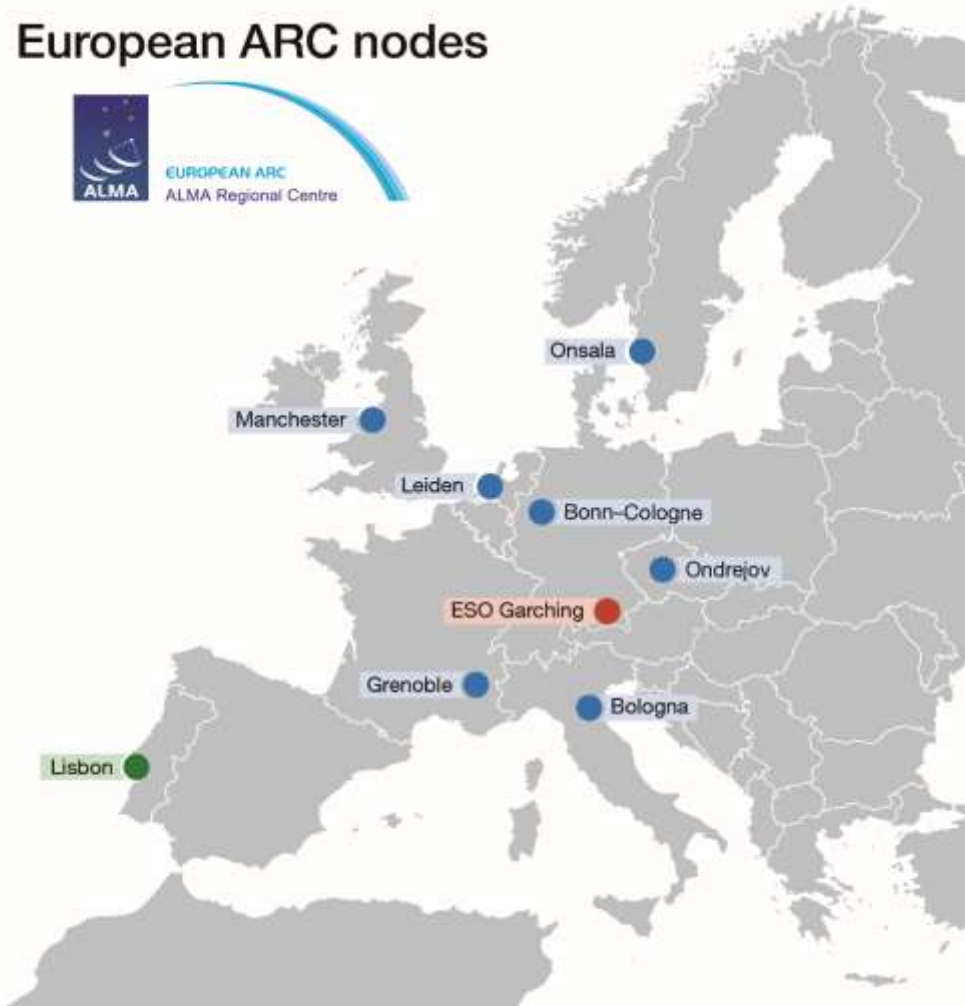 European ARC nodes
ALMA
EUROPEAN ARC
ALMA Regional Centre
Onsala
Manchester
Leiden
Bonn-Cologne
Ondrejov
ESO Garching
Grenoble
Bologna
Lisbon